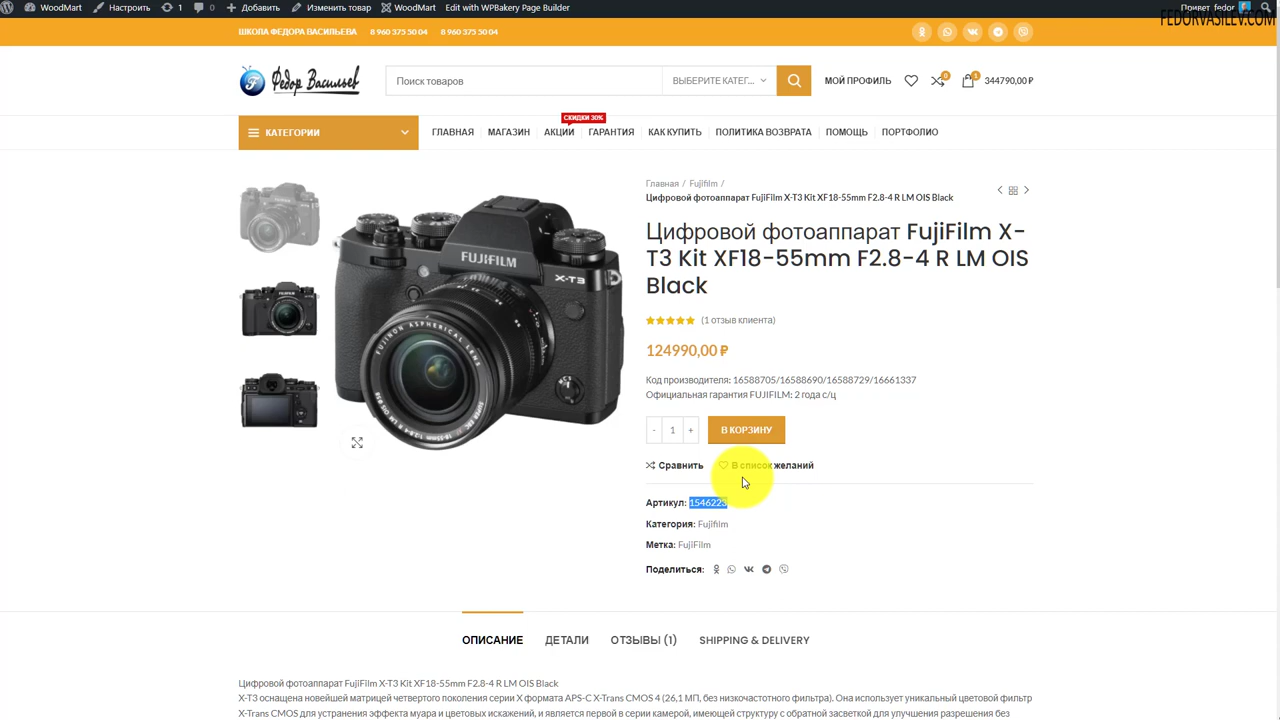 WoodMart Настроить 1 0 Добавить Изменить товар WoodMart Edit with WPBakery Page Builder Привет, fedor
FEDORVASILEV.COM
ШКОЛА ФЕДОРА ВАСИЛЬЕВА 8 960 375 50 04 8 960 375 50 04
Федор Васильев
Поиск товаров ВЫБЕРИТЕ КАТЕГ... МОЙ ПРОФИЛЬ 0 1 344790,00 ₽
СКИДКИ 30%
КАТЕГОРИИ ГЛАВНАЯ МАГАЗИН АКЦИИ ГАРАНТИЯ КАК КУПИТЬ ПОЛИТИКА ВОЗВРАТА ПОМОЩЬ ПОРТФОЛИО
FUJIFILM
X-T3
FUJINON ASPHERICAL LENS
Главная / Fujifilm /
Цифровой фотоаппарат FujiFilm X-T3 Kit XF18-55mm F2.8-4 R LM OIS Black
Цифровой фотоаппарат FujiFilm X-
T3 Kit XF18-55mm F2.8-4 R LM OIS
Black
(1 отзыв клиента)
124990,00 ₽
Код производителя: 16588705/16588690/16588729/16661337
Официальная гарантия FUJIFILM: 2 года с/ц
- 1 + В КОРЗИНУ
Сравнить В список желаний
Артикул: 1546223
Категория: Fujifilm
Метка: FujiFilm
Поделиться:
ОПИСАНИЕ ДЕТАЛИ ОТЗЫВЫ (1) SHIPPING & DELIVERY
Цифровой фотоаппарат FujiFilm X-T3 Kit XF18-55mm F2.8-4 R LM OIS Black
X-T3 оснащена новейшей матрицей четвертого поколения серии X формата APS-C X-Trans CMOS 4 (26,1 МП, без низкочастотного фильтра). Она использует уникальный цветовой фильтр
X-Trans CMOS для устранения эффекта муара и цветовых искажений, и является первой в серии камерой, имеющей структуру с обратной засветкой для улучшения разрешения без